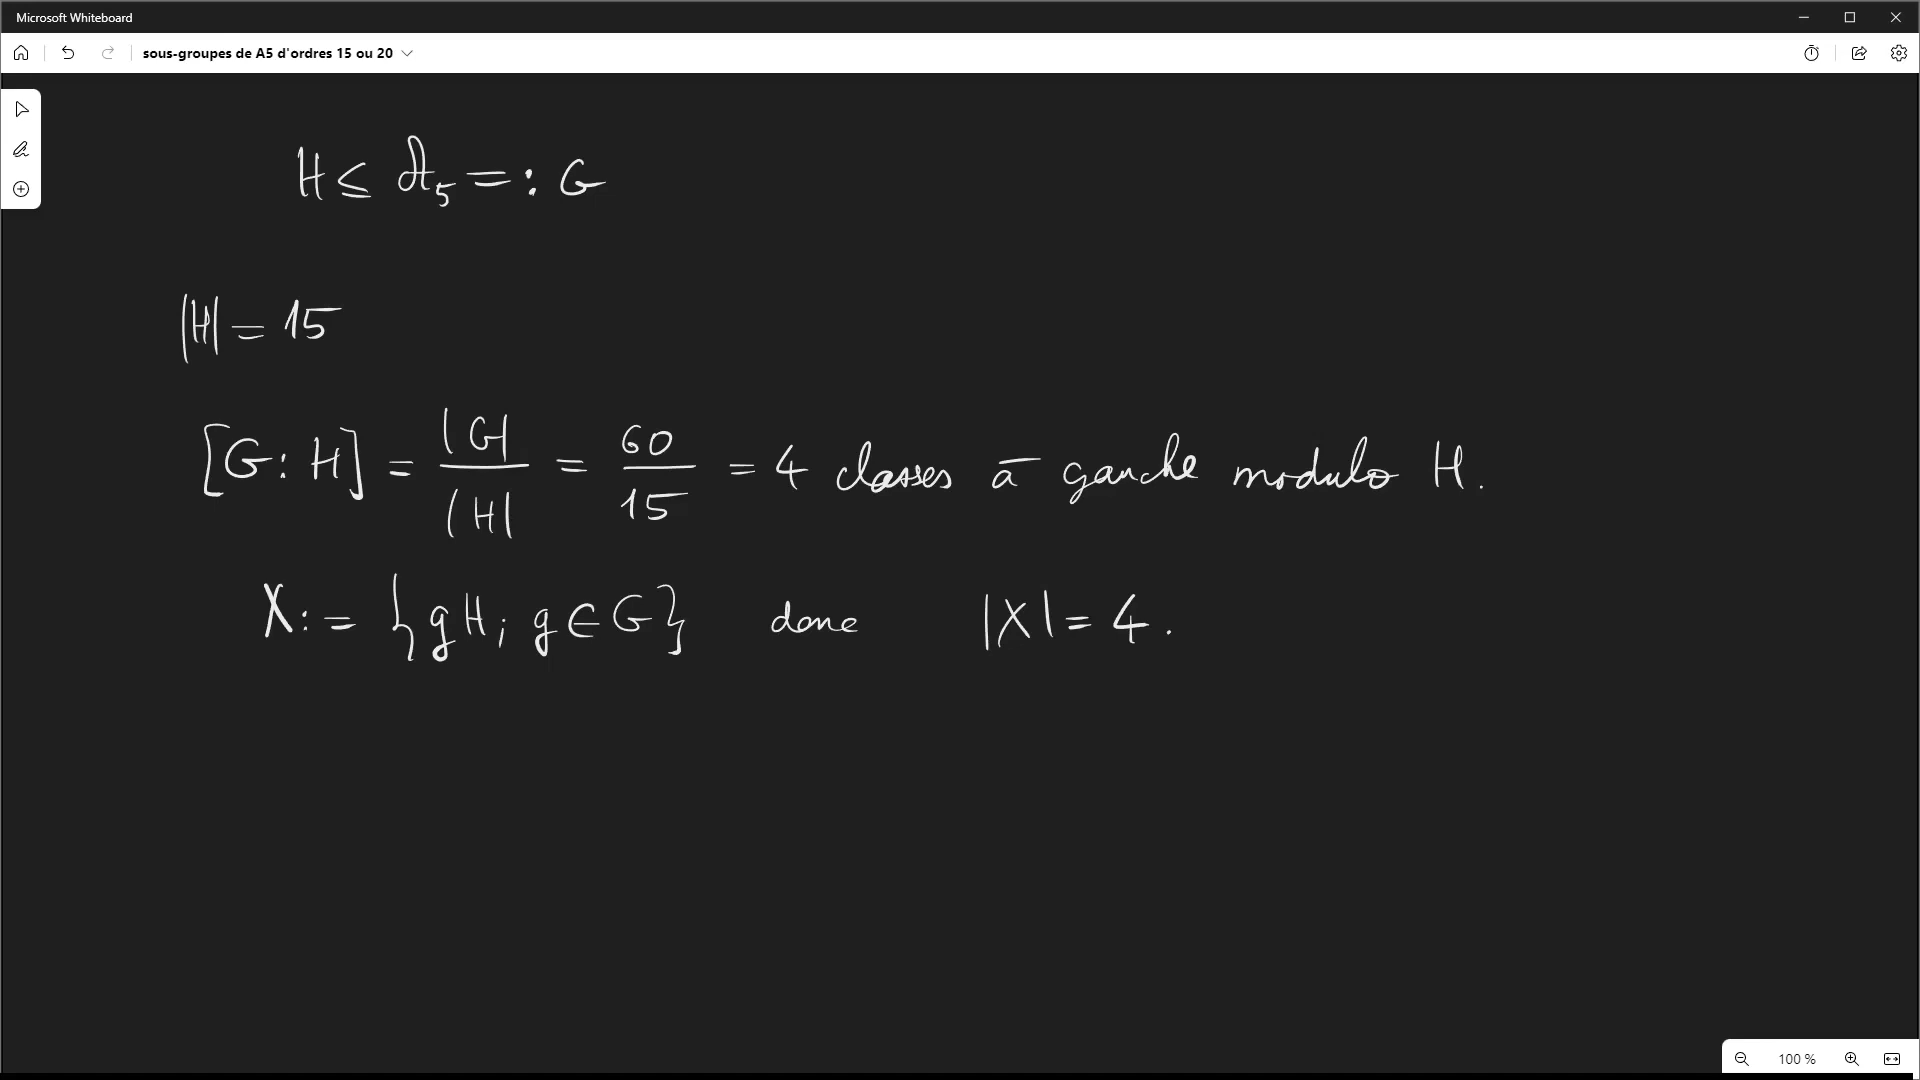 Microsoft Whiteboard
sous-groupes de A5 d'ordres 15 ou 20
H ≤ 𝒜₅ =: G
|H| = 15
[G : H] = |G| / |H| = 60 / 15 = 4 classes à gauche modulo H.
X := {gH ; g ∈ G} donc |X| = 4.
100 %